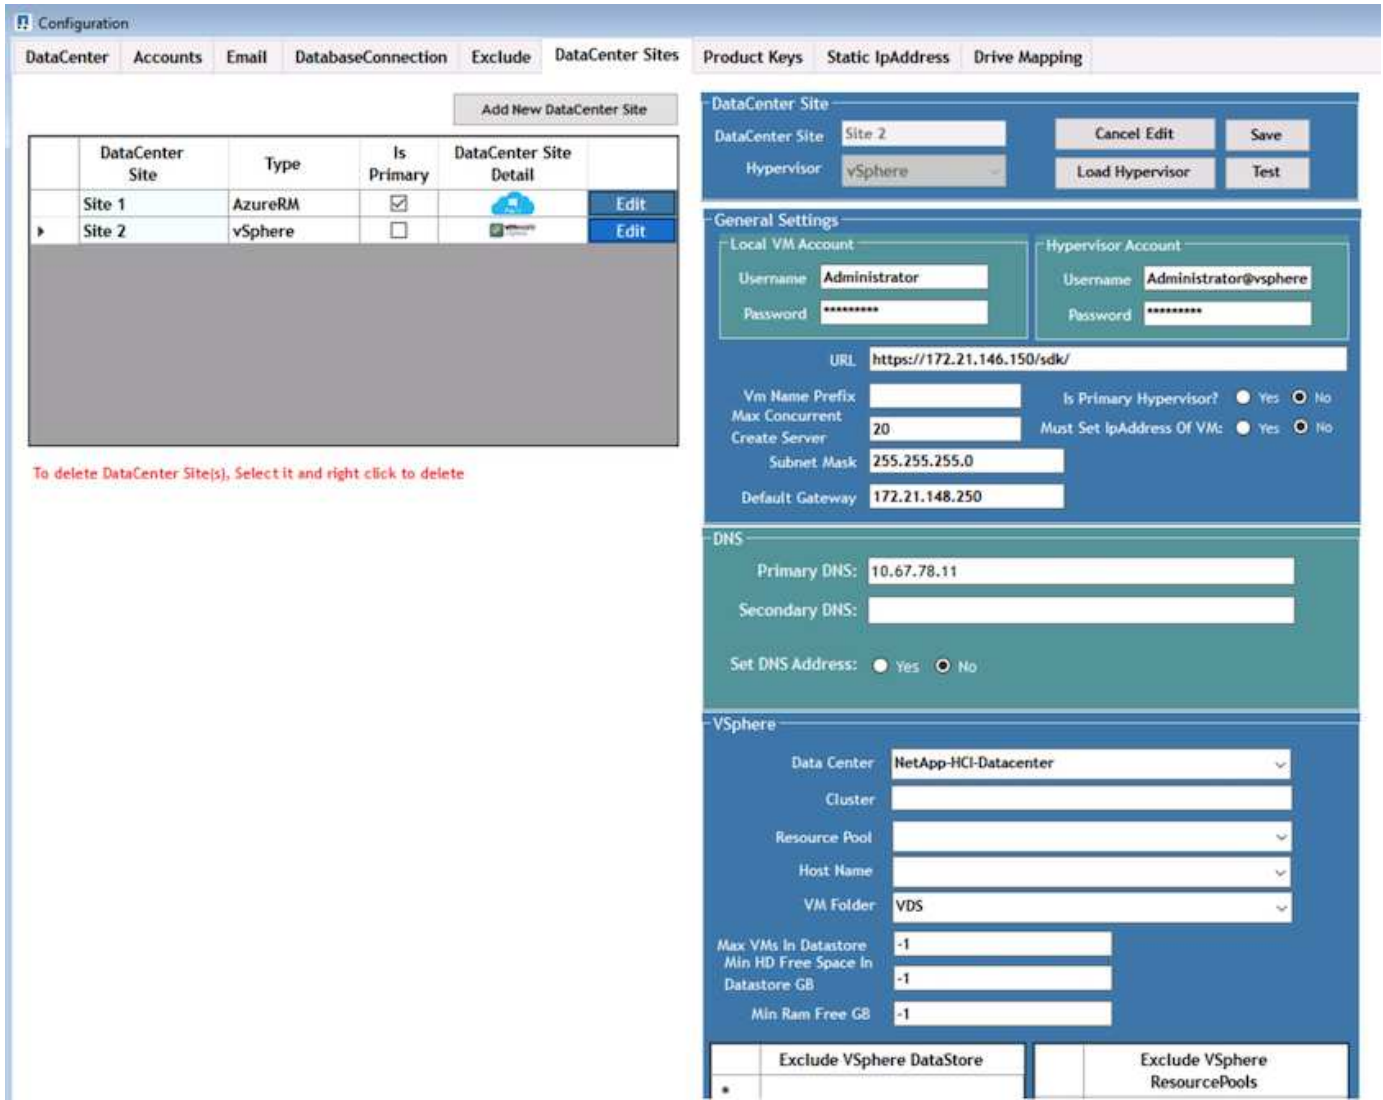 Configuration
DataCenter Accounts Email DatabaseConnection Exclude DataCenter Sites Product Keys Static IpAddress Drive Mapping
Add New DataCenter Site
DataCenter Site Type Is Primary DataCenter Site Detail
Site 1 AzureRM Edit
Site 2 vSphere Edit
To delete DataCenter Site(s), Select it and right click to delete
DataCenter Site
DataCenter Site Site 2 Cancel Edit Save
Hypervisor vSphere Load Hypervisor Test
General Settings
Local VM Account
Username Administrator
Password *********
Hypervisor Account
Username Administrator@vsphere
Password *********
URL https://172.21.146.150/sdk/
Vm Name Prefix
Is Primary Hypervisor? Yes No
Max Concurrent
Create Server 20
Must Set IpAddress Of VM: Yes No
Subnet Mask 255.255.255.0
Default Gateway 172.21.148.250
DNS
Primary DNS: 10.67.78.11
Secondary DNS:
Set DNS Address: Yes No
VSphere
Data Center NetApp-HCI-Datacenter
Cluster
Resource Pool
Host Name
VM Folder VDS
Max VMs In Datastore -1
Min HD Free Space In
Datastore GB -1
Min Ram Free GB -1
Exclude VSphere DataStore
Exclude VSphere
ResourcePools
*